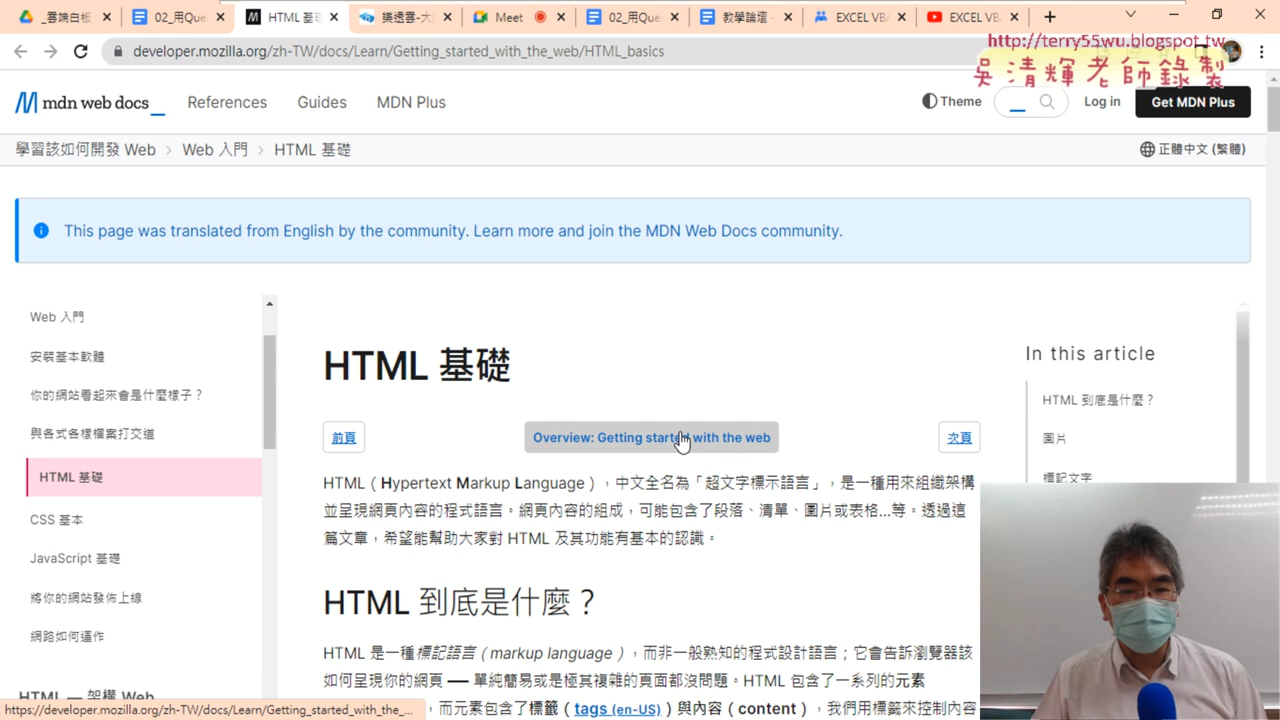 _雲端白板
02_用Que
HTML 基礎
樂透雲-大
Meet
02_用Que
教學論壇 -
EXCEL VBA
EXCEL VB
developer.mozilla.org/zh-TW/docs/Learn/Getting_started_with_the_web/HTML_basics
http://terry55wu.blogspot.tw
吳清輝老師錄製
mdn web docs _
References
Guides
MDN Plus
Theme
Log in
Get MDN Plus
學習該如何開發 Web > Web 入門 > HTML 基礎
正體中文 (繁體)
This page was translated from English by the community. Learn more and join the MDN Web Docs community.
Web 入門
安裝基本軟體
你的網站看起來會是什麼樣子？
與各式各樣檔案打交道
HTML 基礎
CSS 基本
JavaScript 基礎
將你的網站發佈上線
網路如何運作
HTML — 架構 Web
HTML 基礎
前頁
Overview: Getting started with the web
次頁
HTML（Hypertext Markup Language），中文全名為「超文字標示語言」，是一種用來組織架構
並呈現網頁內容的程式語言。網頁內容的組成，可能包含了段落、清單、圖片或表格...等。透過這
篇文章，希望能幫助大家對 HTML 及其功能有基本的認識。
HTML 到底是什麼？
HTML 是一種標記語言（markup language），而非一般熟知的程式設計語言；它會告訴瀏覽器該
如何呈現你的網頁 — 單純簡易或是極其複雜的頁面都沒問題。HTML 包含了一系列的元素
，而元素包含了標籤（tags (en-US)）與內容（content），我們用標籤來控制內容
In this article
HTML 到底是什麼？
圖片
標記文字
https://developer.mozilla.org/zh-TW/docs/Learn/Getting_started_with_the_...